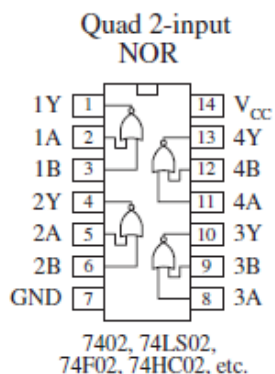 Quad 2-input
NOR
1Y 1 14 VCC
1A 2 13 4Y
1B 3 12 4B
2Y 4 11 4A
2A 5 10 3Y
2B 6 9 3B
GND 7 8 3A
7402, 74LS02,
74F02, 74HC02, etc.